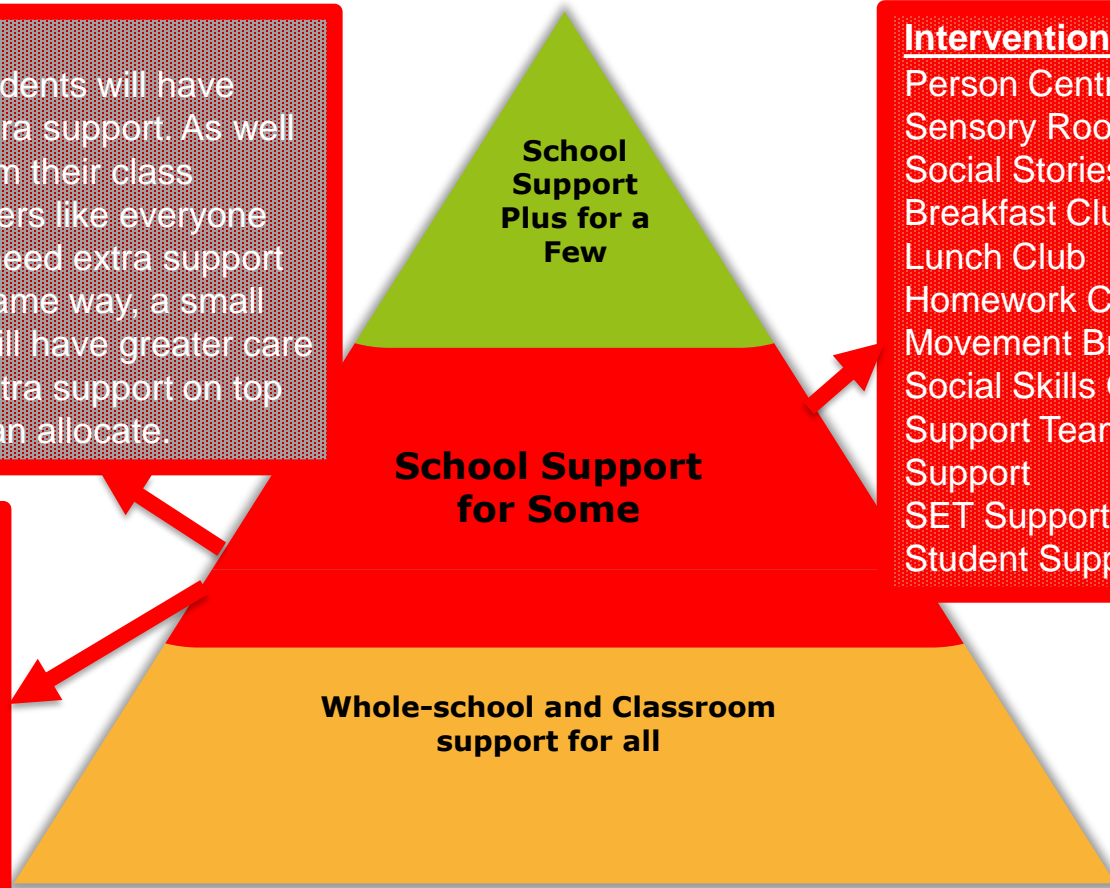 dents will have
ra support. As well
m their class
ers like everyone
eed extra support
ame way, a small
ill have greater care
tra support on top
an allocate.
School
Support
Plus for a
Few
School Support
for Some
Whole-school and Classroom
support for all
Intervention
Person Centr
Sensory Roo
Social Stories
Breakfast Clu
Lunch Club
Homework C
Movement Br
Social Skills
Support Tean
Support
SET Support
Student Supp